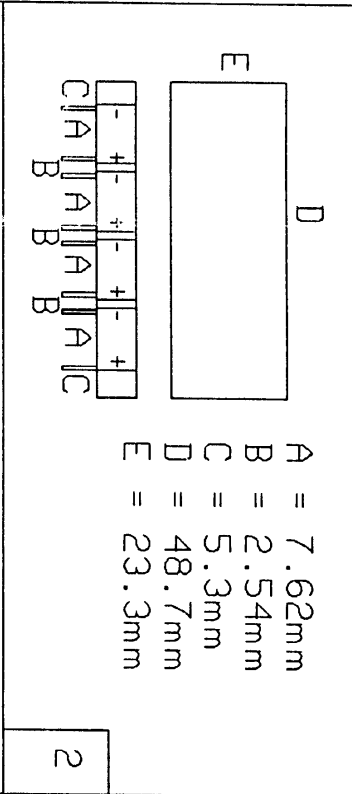 D
E
- + - + - + - +
C A A A A C
B B B
A = 7.62mm
B = 2.54mm
C = 5.3mm
D = 48.7mm
E = 23.3mm
2